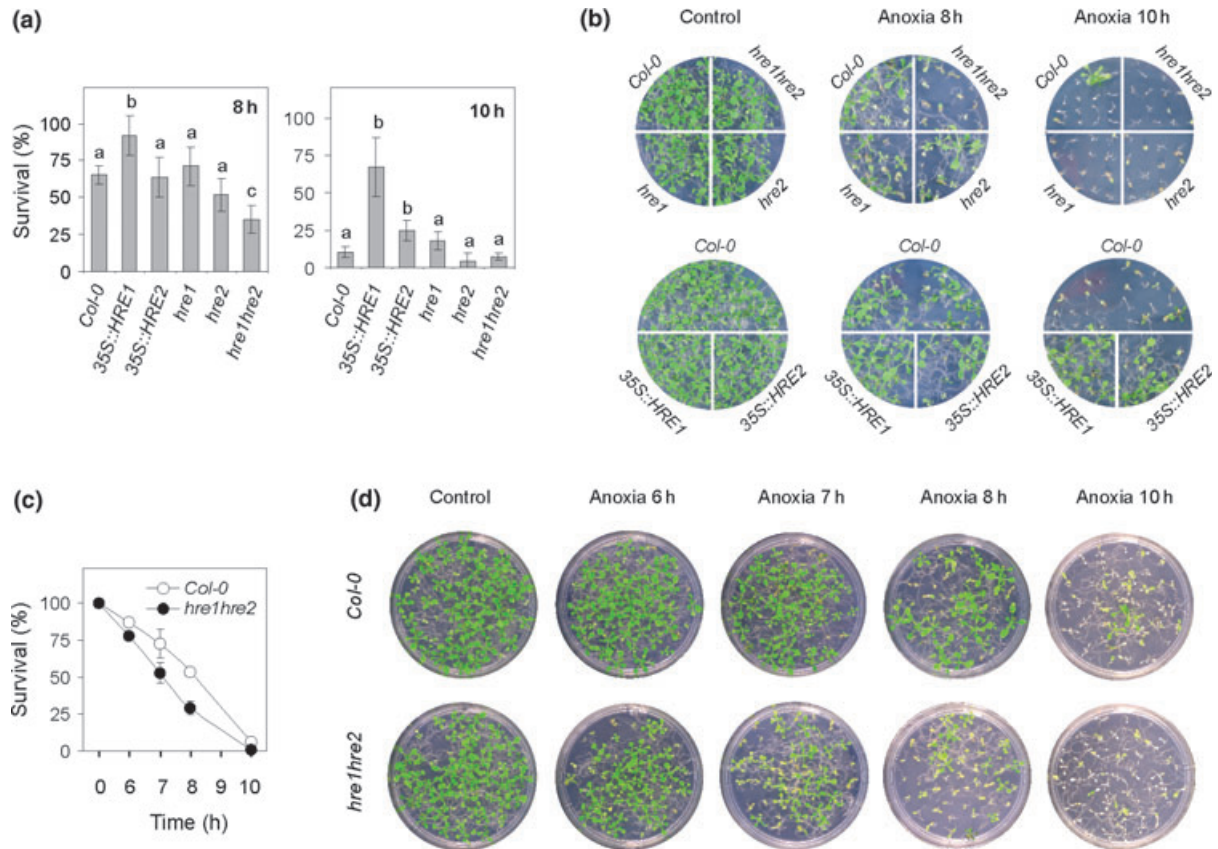 (a)
8 h
10 h
Survival (%)
100
75
50
25
0
a
b
a
a
a
c
Col-0
35S::HRE1
35S::HRE2
hre1
hre2
hre1hre2
100
75
50
25
0
a
b
b
a
a
a
Col-0
35S::HRE1
35S::HRE2
hre1
hre2
hre1hre2
(b)
Control
Anoxia 8 h
Anoxia 10 h
Col-0
hre1hre2
hre1
hre2
Col-0
hre1hre2
hre1
hre2
Col-0
hre1hre2
hre1
hre2
Col-0
35S::HRE1
35S::HRE2
Col-0
35S::HRE1
35S::HRE2
Col-0
35S::HRE1
35S::HRE2
(c)
Col-0
hre1hre2
Survival (%)
100
75
50
25
0
0 6 7 8 9 10
Time (h)
(d)
Control
Anoxia 6 h
Anoxia 7 h
Anoxia 8 h
Anoxia 10 h
Col-0
hre1hre2